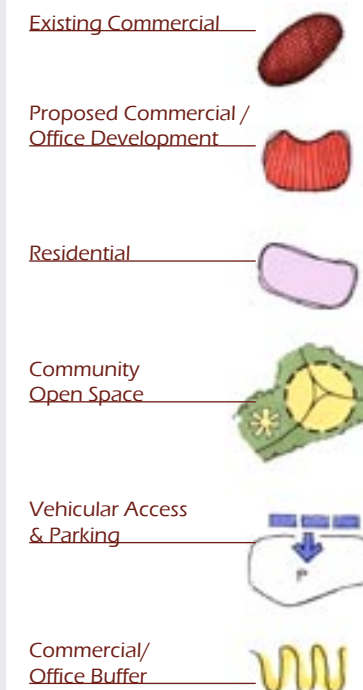 Existing Commercial
Proposed Commercial /
Office Development
Residential
Community
Open Space
Vehicular Access
& Parking
P
Commercial/
Office Buffer